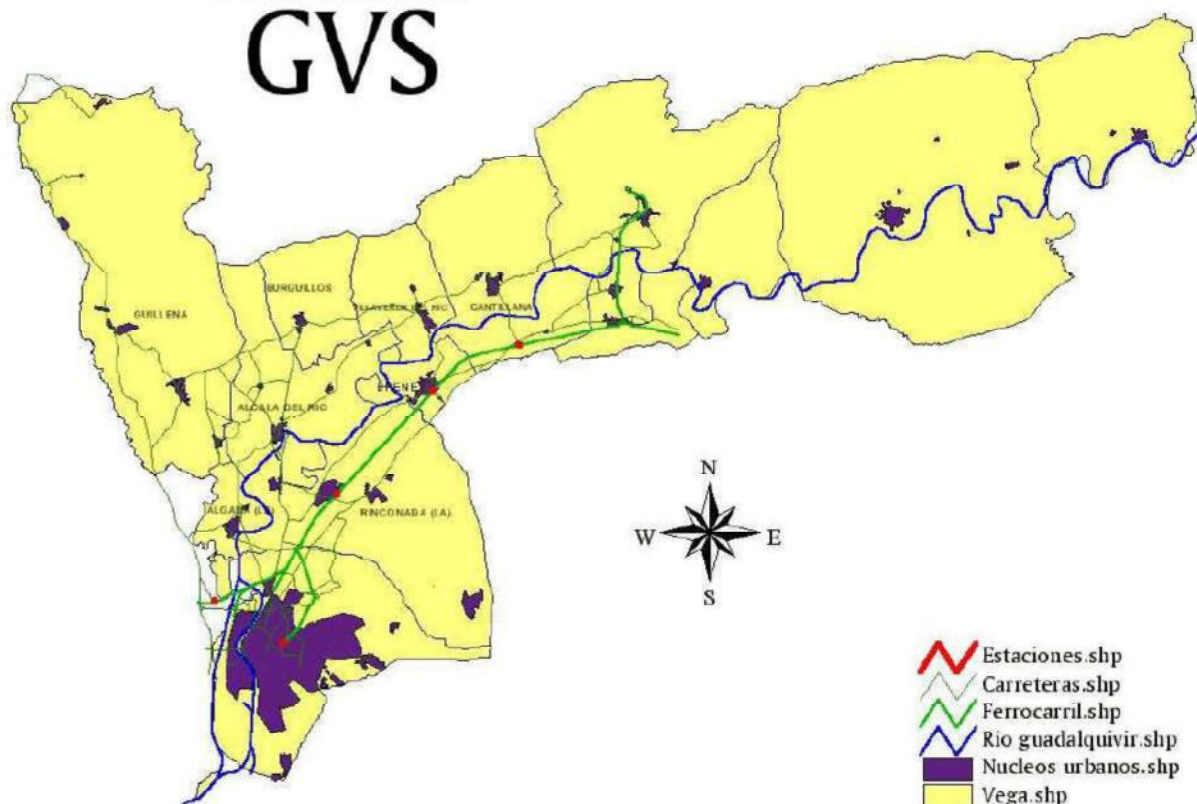 GVS
BURGUILLOS
GUILLENA
CANTILLANA
ALCALA DEL RIO
RINCONADA (LA)
N
W
E
S
Estaciones.shp
Carreteras.shp
Ferrocarril.shp
Rio guadalquivir.shp
Nucleos urbanos.shp
Vega.shp